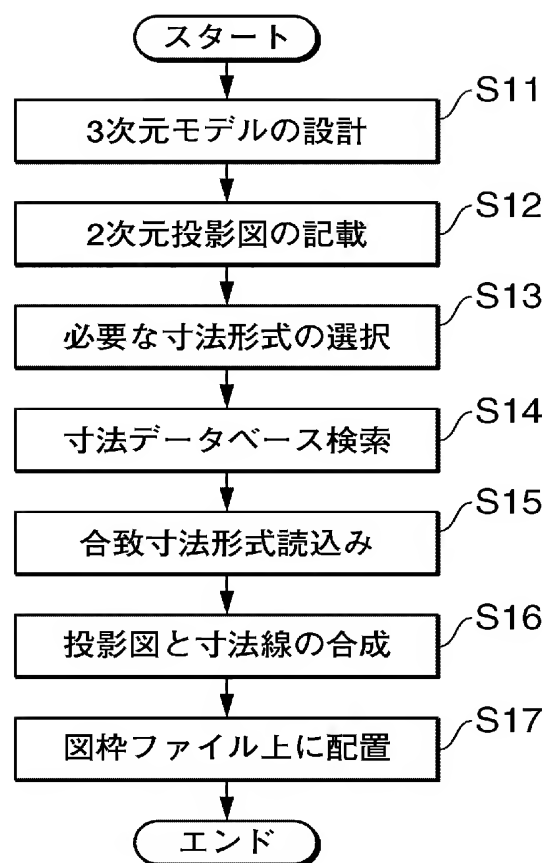 スタート
S11
3次元モデルの設計
S12
2次元投影図の記載
S13
必要な寸法形式の選択
S14
寸法データベース検索
S15
合致寸法形式読込み
S16
投影図と寸法線の合成
S17
図枠ファイル上に配置
エンド